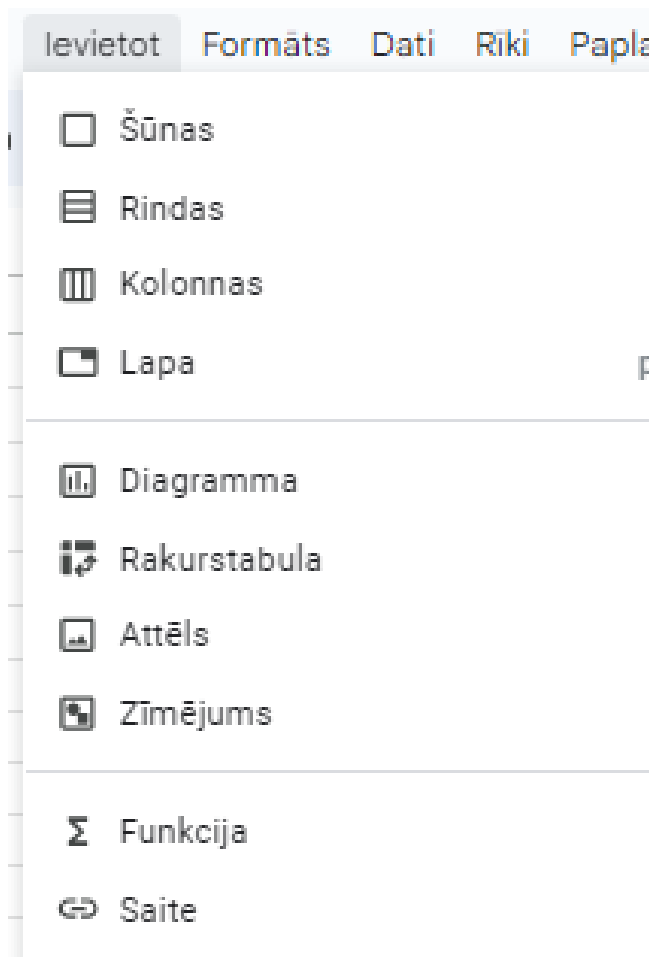 Ievietot Formāts Dati Rīki
Šūnas
Rindas
Kolonnas
Lapa
Diagramma
Rakurstabula
Attēls
Zīmējums
Funkcija
Saite